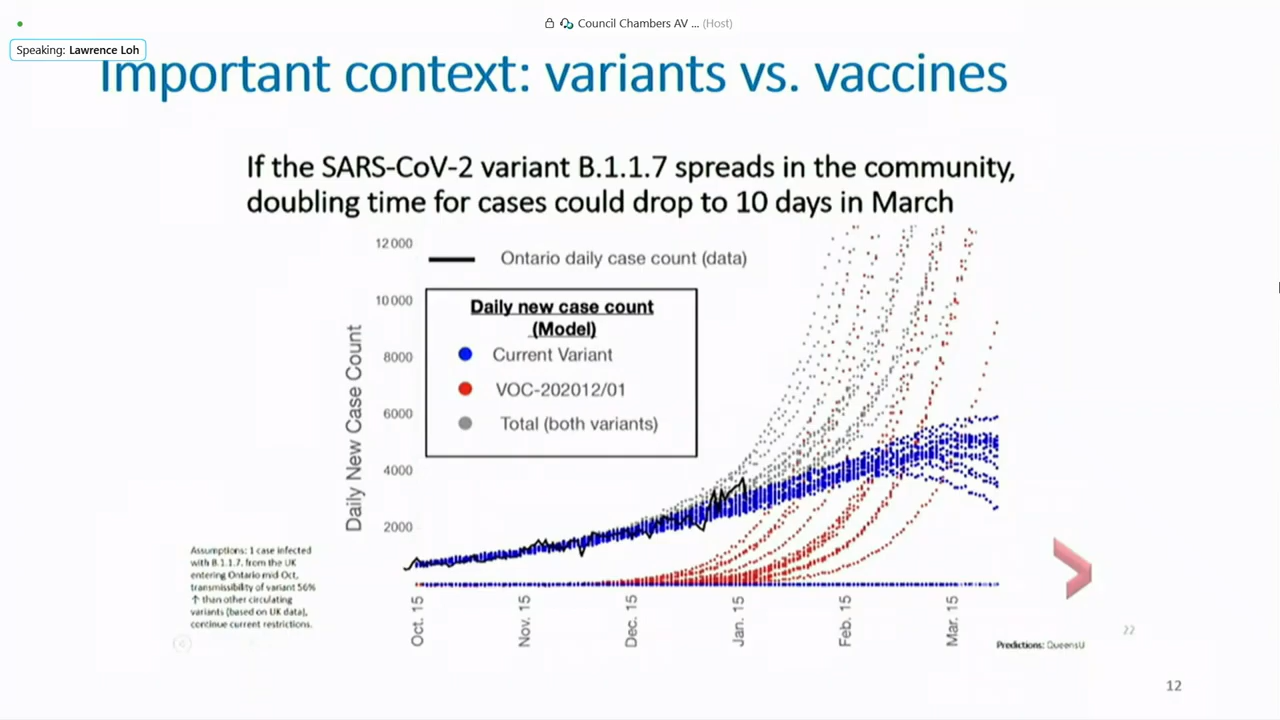 Council Chambers AV ... (Host)
Speaking: Lawrence Loh
Important context: variants vs. vaccines
If the SARS-CoV-2 variant B.1.1.7 spreads in the community,
doubling time for cases could drop to 10 days in March
12000
Ontario daily case count (data)
10000
Daily new case count
(Model)
8000
Current Variant
VOC-202012/01
6000
Total (both variants)
4000
2000
Daily New Case Count
Assumptions: 1 case infected
with B.1.1.7. from the UK
entering Ontario mid Oct,
transmissibility of variant 56%
↑ than other circulating
variants (based on UK data),
continue current restrictions.
Oct. 15
Nov. 15
Dec. 15
Jan. 15
Feb. 15
Mar. 15
22
Predictions: QueensU
12